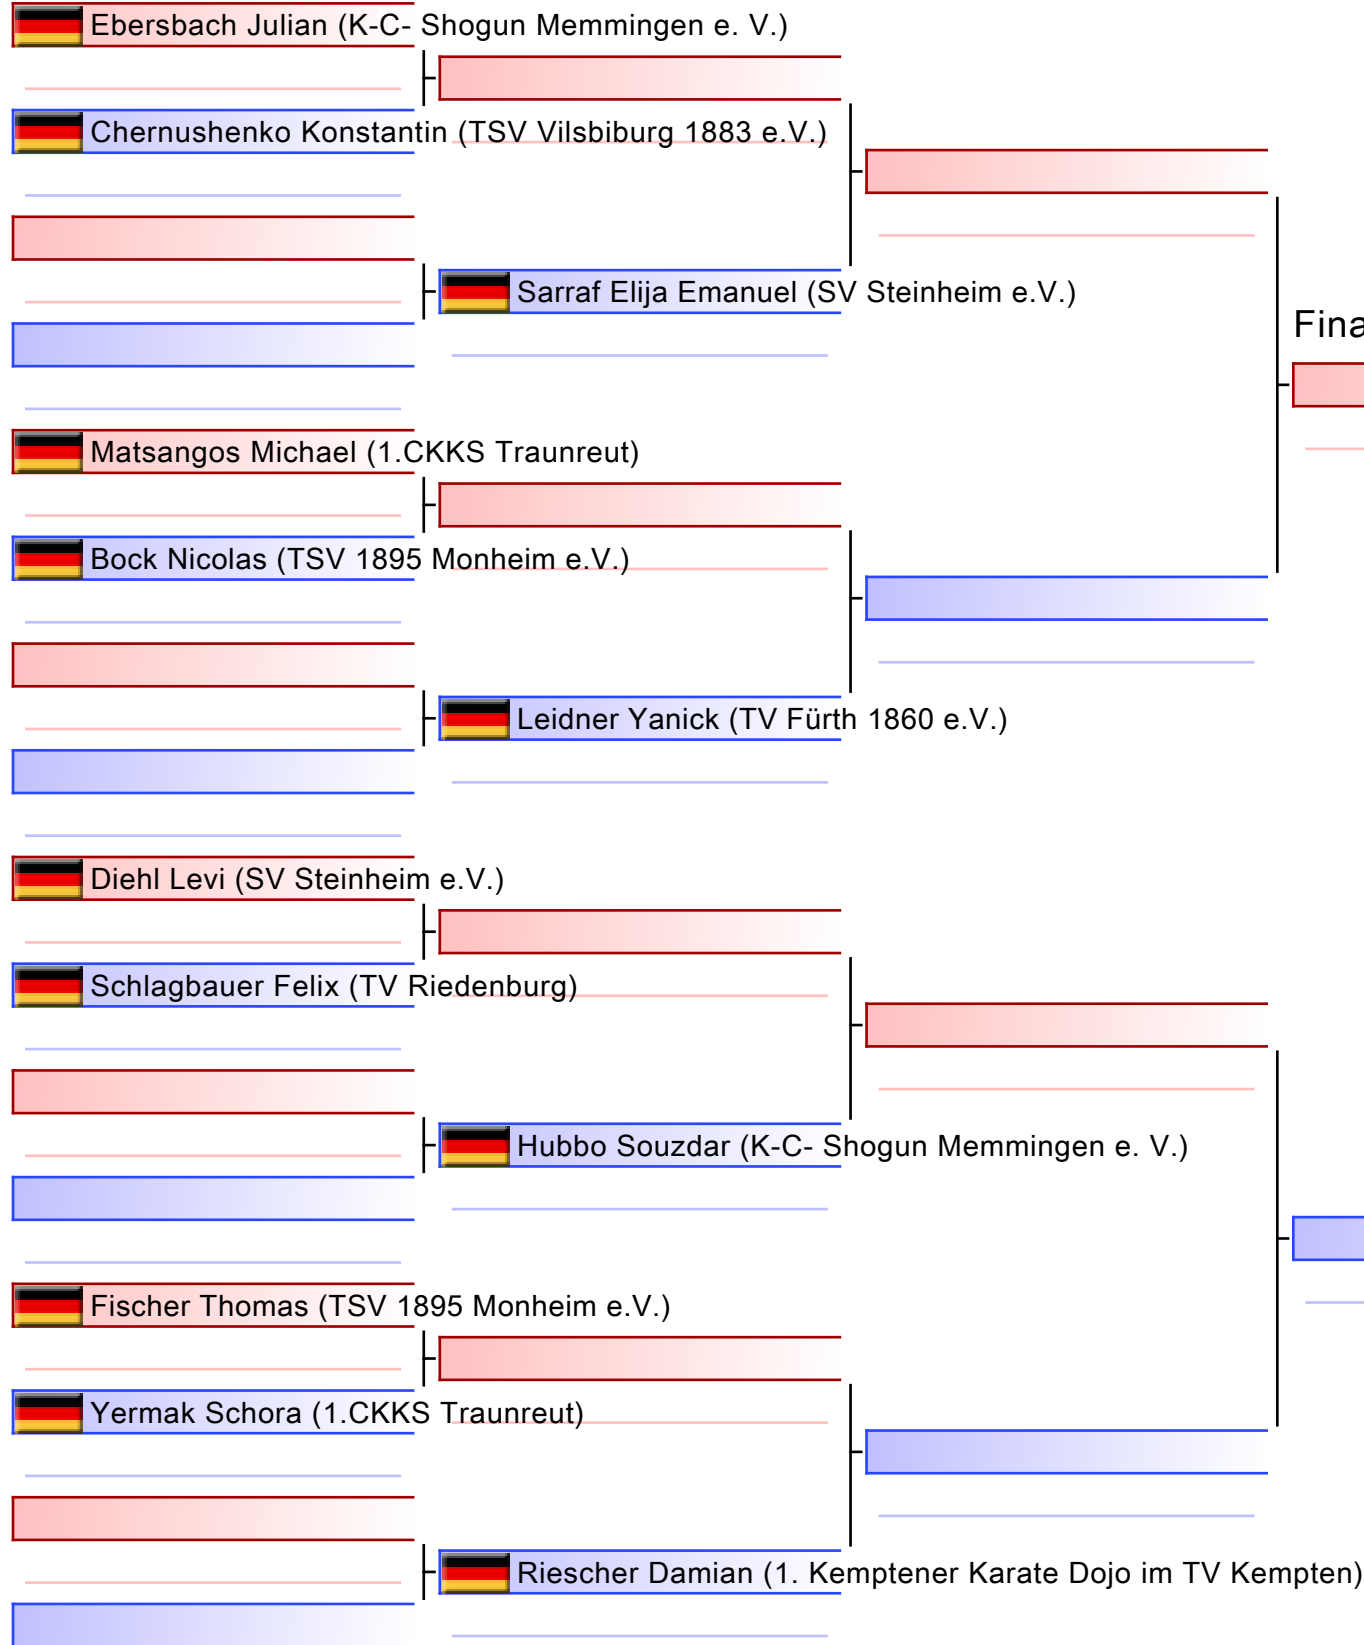 Ebersbach Julian (K-C- Shogun Memmingen e. V.)
Chernushenko Konstantin (TSV Vilsbiburg 1883 e.V.)
Sarraf Elija Emanuel (SV Steinheim e.V.)
Fina
Matsangos Michael (1.CKKS Traunreut)
Bock Nicolas (TSV 1895 Monheim e.V.)
Leidner Yanick (TV Fürth 1860 e.V.)
Diehl Levi (SV Steinheim e.V.)
Schlagbauer Felix (TV Riedenburg)
Hubbo Souzdar (K-C- Shogun Memmingen e. V.)
Fischer Thomas (TSV 1895 Monheim e.V.)
Yermak Schora (1.CKKS Traunreut)
Riescher Damian (1. Kemptener Karate Dojo im TV Kempten)